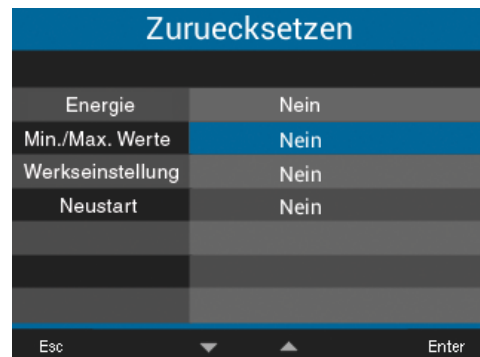 Zuruecksetzen
Energie Nein
Min./Max. Werte Nein
Werkseinstellung Nein
Neustart Nein
Esc Enter